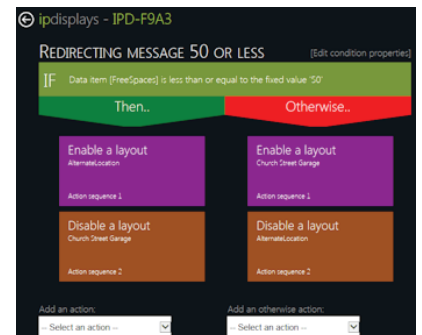 ipdisplays - IPD-F9A3
REDIRECTING MESSAGE 50 OR LESS
[Edit condition properties]
IF Data item [FreeSpaces] is less than or equal to the fixed value '50'
Then..
Otherwise..
Enable a layout
AlternateLocation
Action sequence 1
Enable a layout
Church Street Garage
Action sequence 1
Disable a layout
Church Street Garage
Action sequence 2
Disable a layout
AlternateLocation
Action sequence 2
Add an action:
-- Select an action --
Add an otherwise action:
-- Select an action --